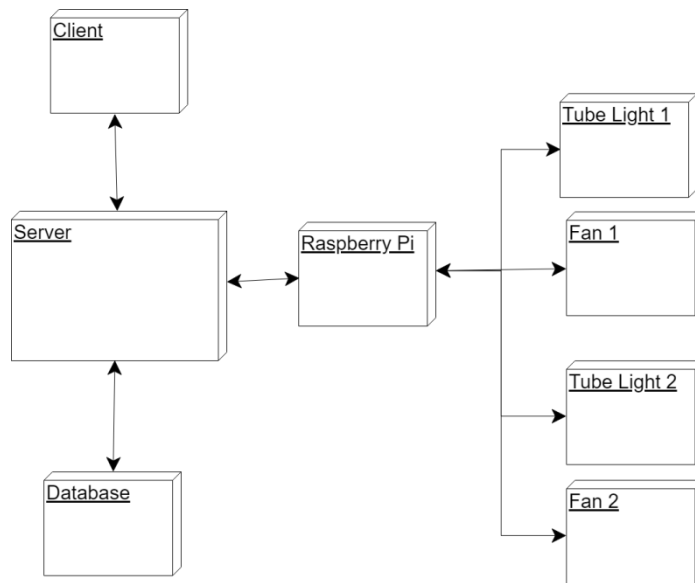 Client
Tube Light 1
Server
Raspberry Pi
Fan 1
Tube Light 2
Database
Fan 2